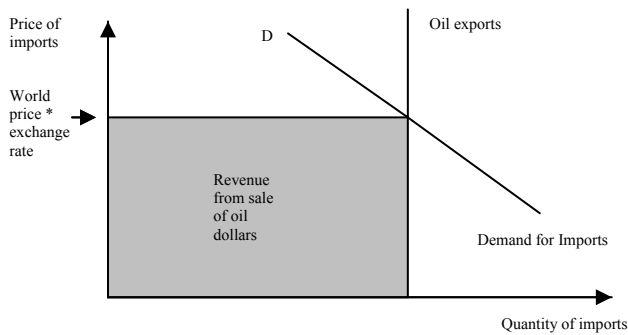 Price of
imports
D
Oil exports
World
price *
exchange
rate
Revenue
from sale
of oil
dollars
Demand for Imports
Quantity of imports